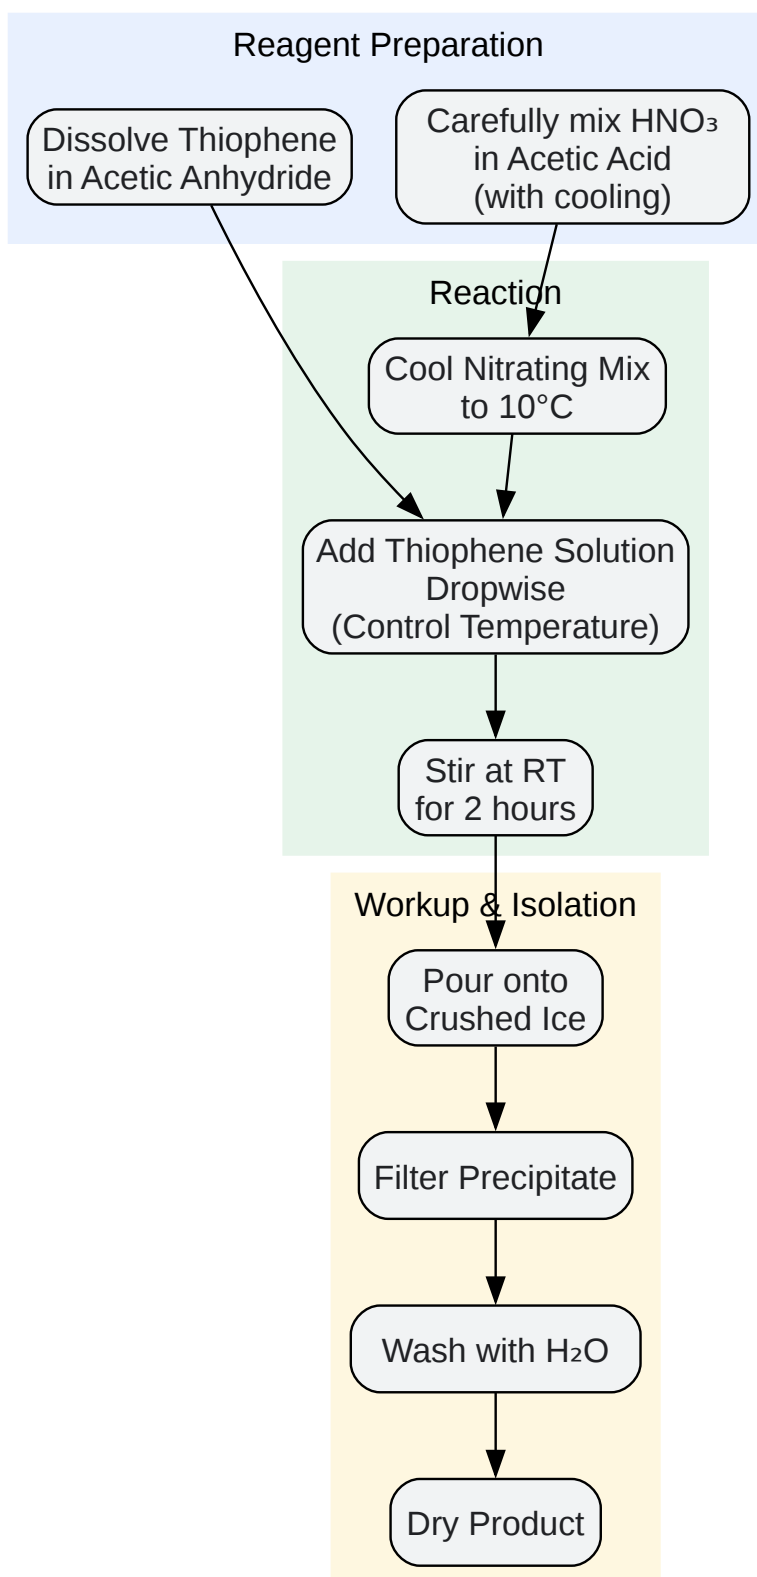 Reagent Preparation
Dissolve Thiophene
in Acetic Anhydride
Carefully mix HNO₃
in Acetic Acid
(with cooling)
Reaction
Cool Nitrating Mix
to 10°C
Add Thiophene Solution
Dropwise
(Control Temperature)
Stir at RT
for 2 hours
Workup & Isolation
Pour onto
Crushed Ice
Filter Precipitate
Wash with H₂O
Dry Product